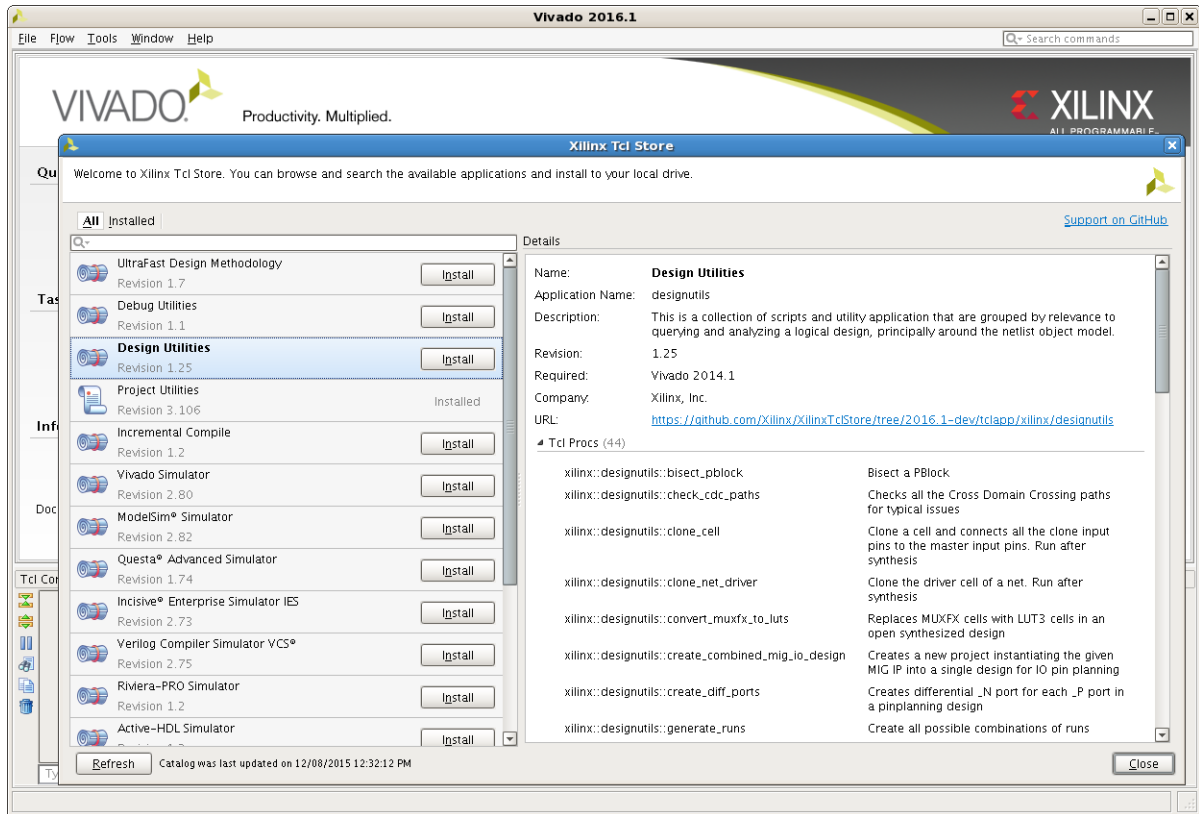 Vivado 2016.1
File Flow Tools Window Help
Search commands
VIVADO.
Productivity. Multiplied.
XILINX
ALL PROGRAMMABLE™
Xilinx Tcl Store
Qu
Welcome to Xilinx Tcl Store. You can browse and search the available applications and install to your local drive.
All Installed
Support on GitHub
Tas
Info
Doc
Tcl Cor
Ty
UltraFast Design Methodology
Revision 1.7
Install
Debug Utilities
Revision 1.1
Install
Design Utilities
Revision 1.25
Install
Project Utilities
Revision 3.106
Installed
Incremental Compile
Revision 1.2
Install
Vivado Simulator
Revision 2.80
Install
ModelSim® Simulator
Revision 2.82
Install
Questa® Advanced Simulator
Revision 1.74
Install
Incisive® Enterprise Simulator IES
Revision 2.73
Install
Verilog Compiler Simulator VCS®
Revision 2.75
Install
Riviera-PRO Simulator
Revision 1.2
Install
Active-HDL Simulator
Install
Details
Name: Design Utilities
Application Name: designutils
Description: This is a collection of scripts and utility application that are grouped by relevance to
querying and analyzing a logical design, principally around the netlist object model.
Revision: 1.25
Required: Vivado 2014.1
Company: Xilinx, Inc.
URL: https://github.com/Xilinx/XilinxTclStore/tree/2016.1-dev/tclapp/xilinx/designutils
Tcl Procs (44)
xilinx::designutils::bisect_pblock Bisect a PBlock
xilinx::designutils::check_cdc_paths Checks all the Cross Domain Crossing paths
for typical issues
xilinx::designutils::clone_cell Clone a cell and connects all the clone input
pins to the master input pins. Run after
synthesis
xilinx::designutils::clone_net_driver Clone the driver cell of a net. Run after
synthesis
xilinx::designutils::convert_muxfx_to_luts Replaces MUXFX cells with LUT3 cells in an
open synthesized design
xilinx::designutils::create_combined_mig_io_design Creates a new project instantiating the given
MIG IP into a single design for IO pin planning
xilinx::designutils::create_diff_ports Creates differential _N port for each _P port in
a pinplanning design
xilinx::designutils::generate_runs Create all possible combinations of runs
Refresh Catalog was last updated on 12/08/2015 12:32:12 PM
Close